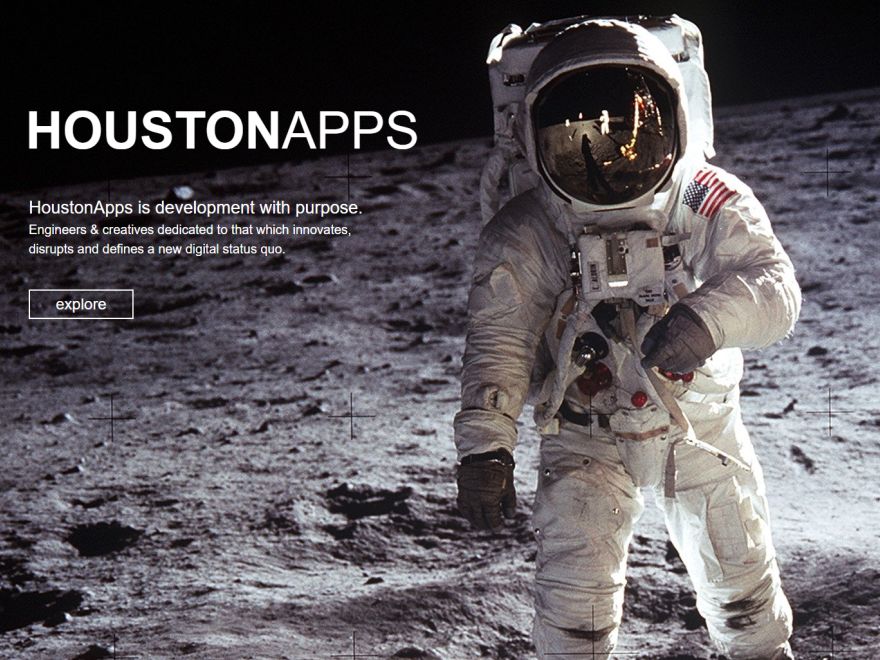 HOUSTONAPPS
HoustonApps is development with purpose.
Engineers & creatives dedicated to that which innovates,
disrupts and defines a new digital status quo.
explore